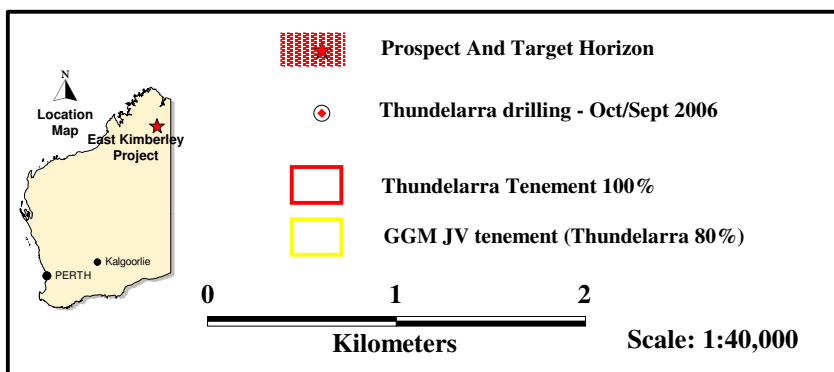 N
Location
Map
East Kimberley
Project
Kalgoorlie
PERTH
Prospect And Target Horizon
Thundelarra drilling - Oct/Sept 2006
Thundelarra Tenement 100%
GGM JV tenement (Thundelarra 80%)
0 1 2
Kilometers
Scale: 1:40,000